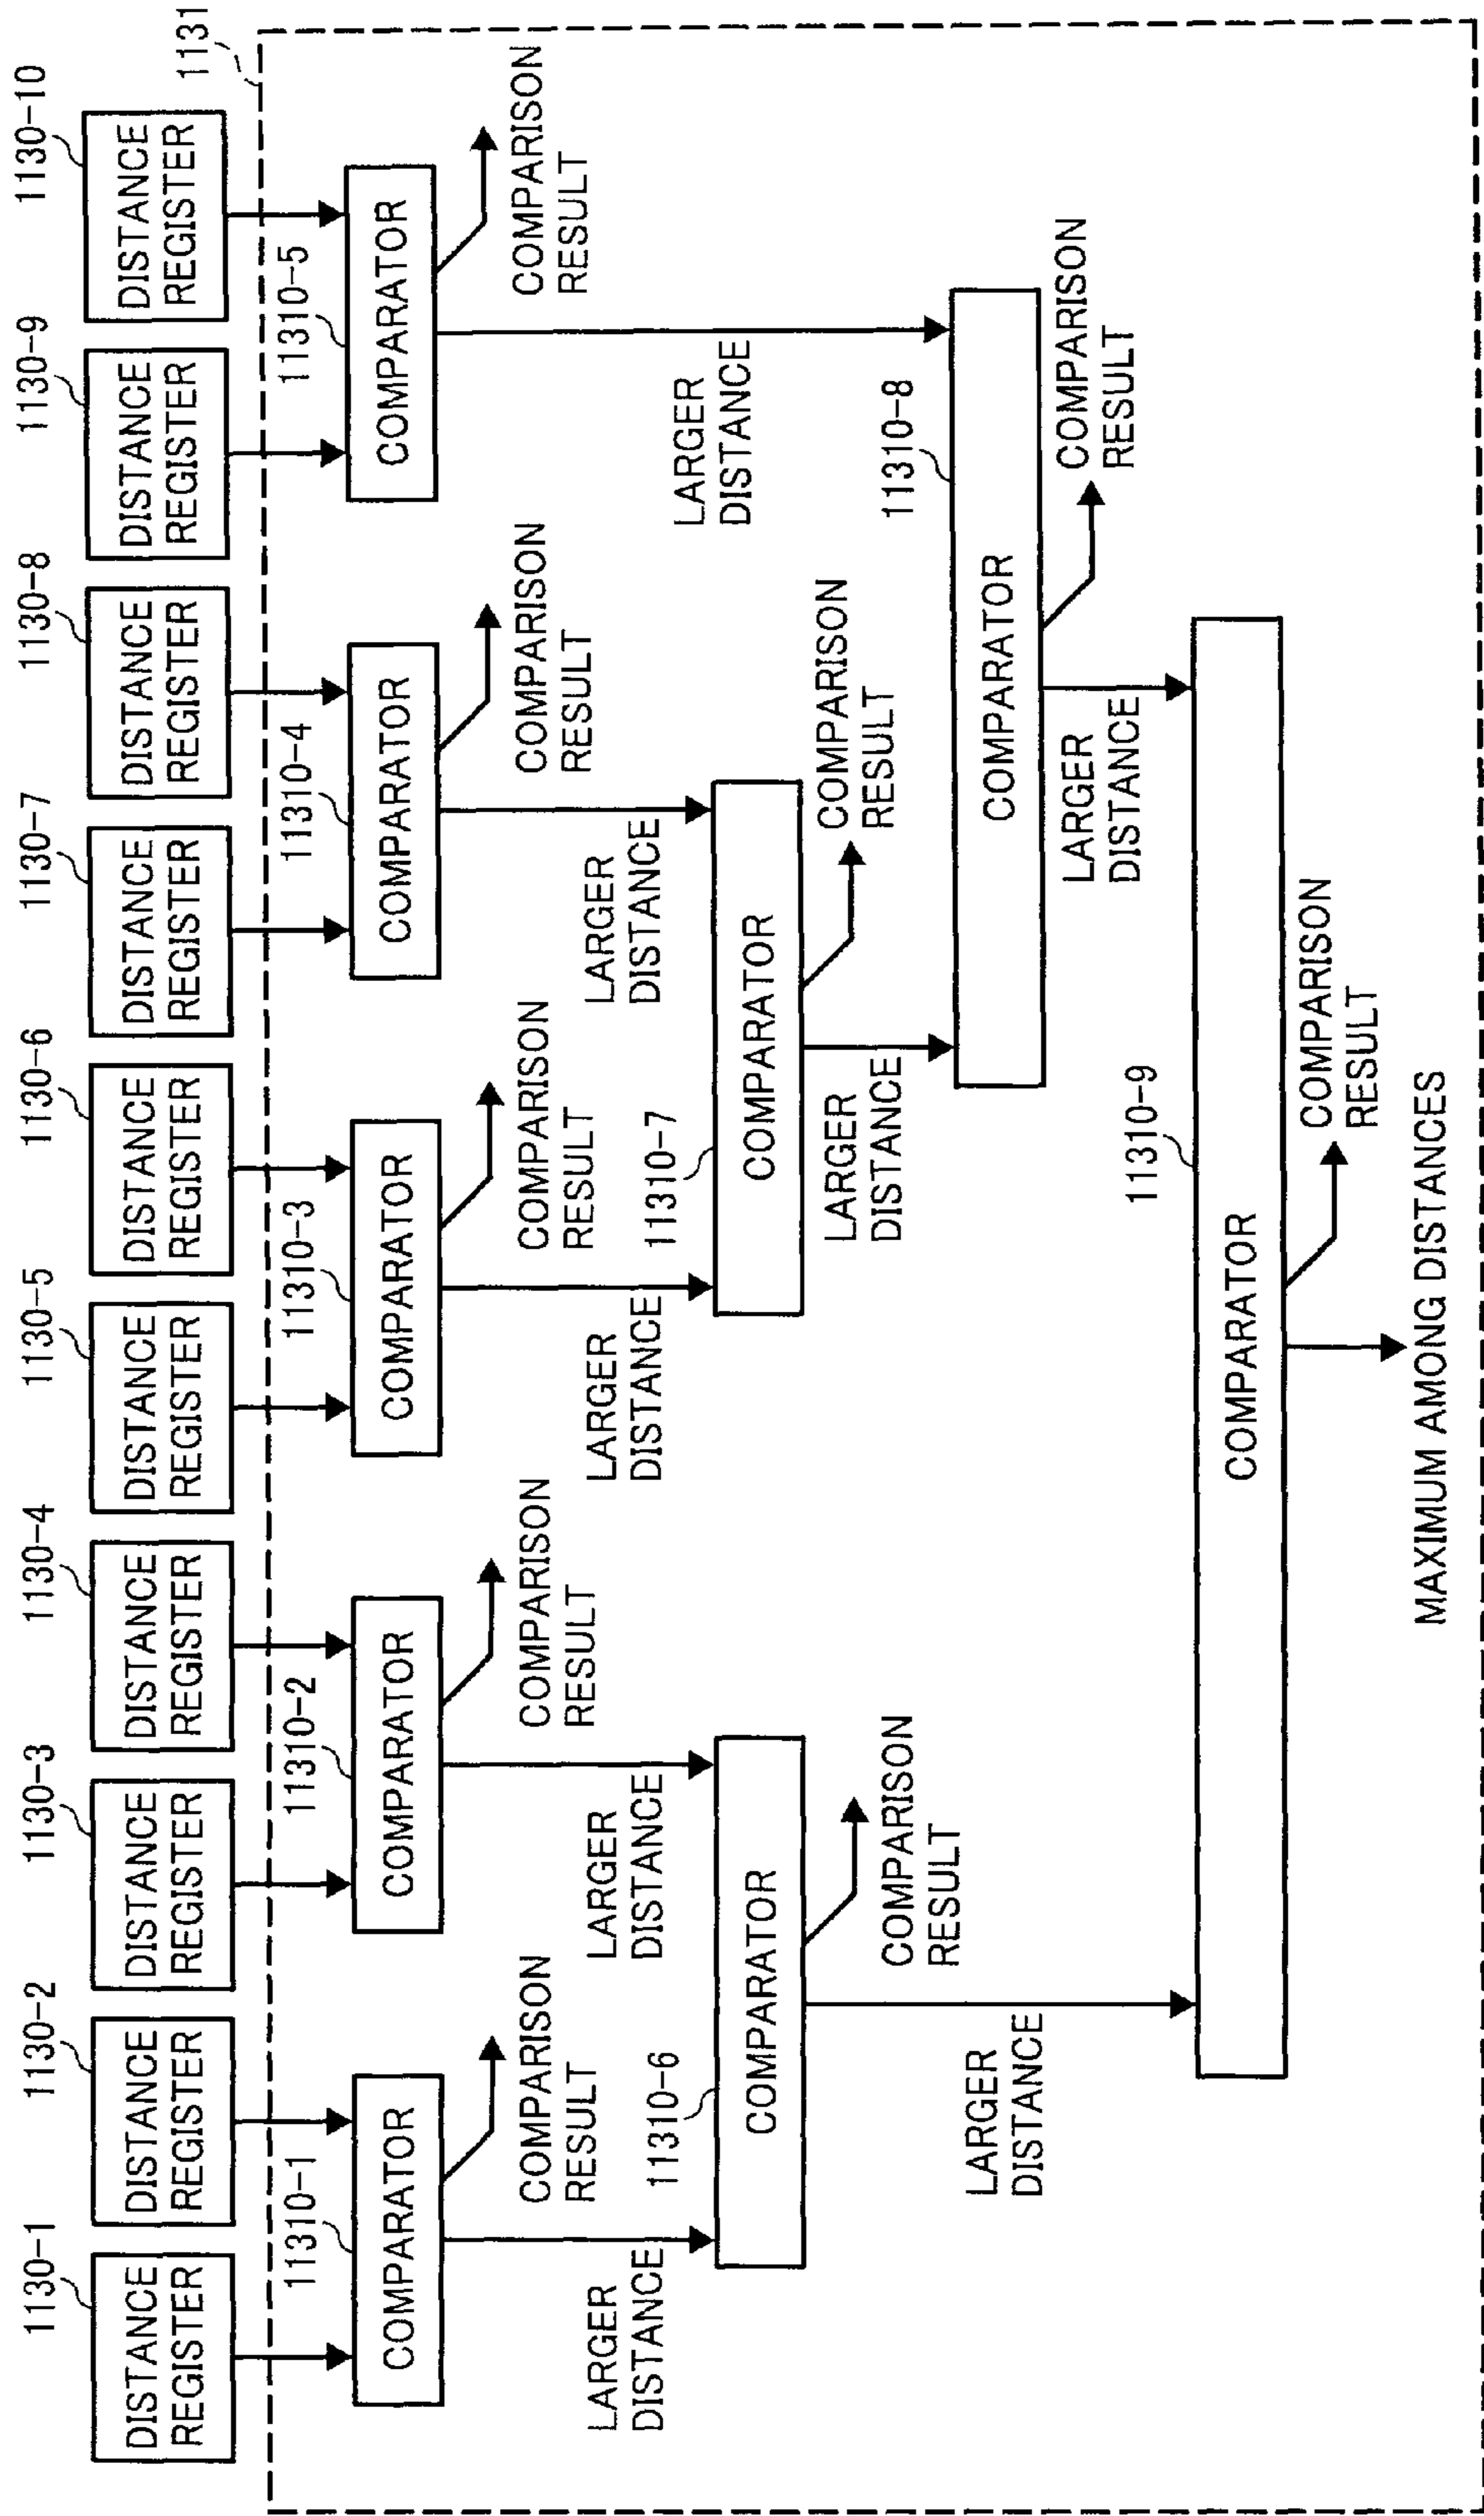 1130-1
1130-2
1130-3
1130-4
1130-5
1130-6
1130-7
1130-8
1130-9
1130-10
1131
DISTANCE
REGISTER
DISTANCE
REGISTER
DISTANCE
REGISTER
DISTANCE
REGISTER
DISTANCE
REGISTER
DISTANCE
REGISTER
DISTANCE
REGISTER
DISTANCE
REGISTER
DISTANCE
REGISTER
DISTANCE
REGISTER
11310-1
11310-2
11310-3
11310-4
11310-5
COMPARATOR
COMPARATOR
COMPARATOR
COMPARATOR
COMPARATOR
COMPARISON
RESULT
COMPARISON
RESULT
COMPARISON
RESULT
COMPARISON
RESULT
COMPARISON
RESULT
LARGER
DISTANCE
LARGER
DISTANCE
LARGER
DISTANCE
LARGER
DISTANCE
LARGER
DISTANCE
11310-6
11310-7
COMPARATOR
COMPARATOR
COMPARISON
RESULT
COMPARISON
RESULT
LARGER
DISTANCE
LARGER
DISTANCE
11310-8
COMPARATOR
COMPARISON
RESULT
LARGER
DISTANCE
11310-9
COMPARATOR
COMPARISON
RESULT
MAXIMUM AMONG DISTANCES